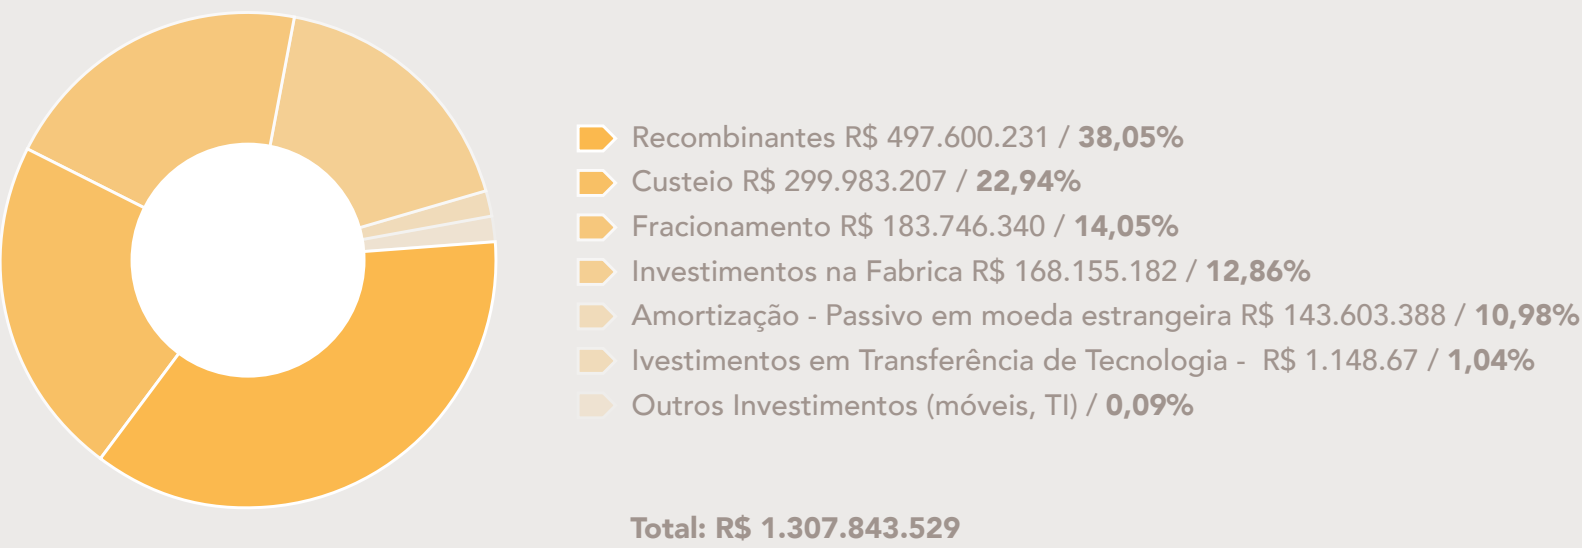 Recombinantes R$ 497.600.231 / 38,05%
Custeio R$ 299.983.207 / 22,94%
Fracionamento R$ 183.746.340 / 14,05%
Investimentos na Fabrica R$ 168.155.182 / 12,86%
Amortização - Passivo em moeda estrangeira R$ 143.603.388 / 10,98%
Ivestimentos em Transferência de Tecnologia - R$ 1.148.67 / 1,04%
Outros Investimentos (móveis, TI) / 0,09%
Total: R$ 1.307.843.529